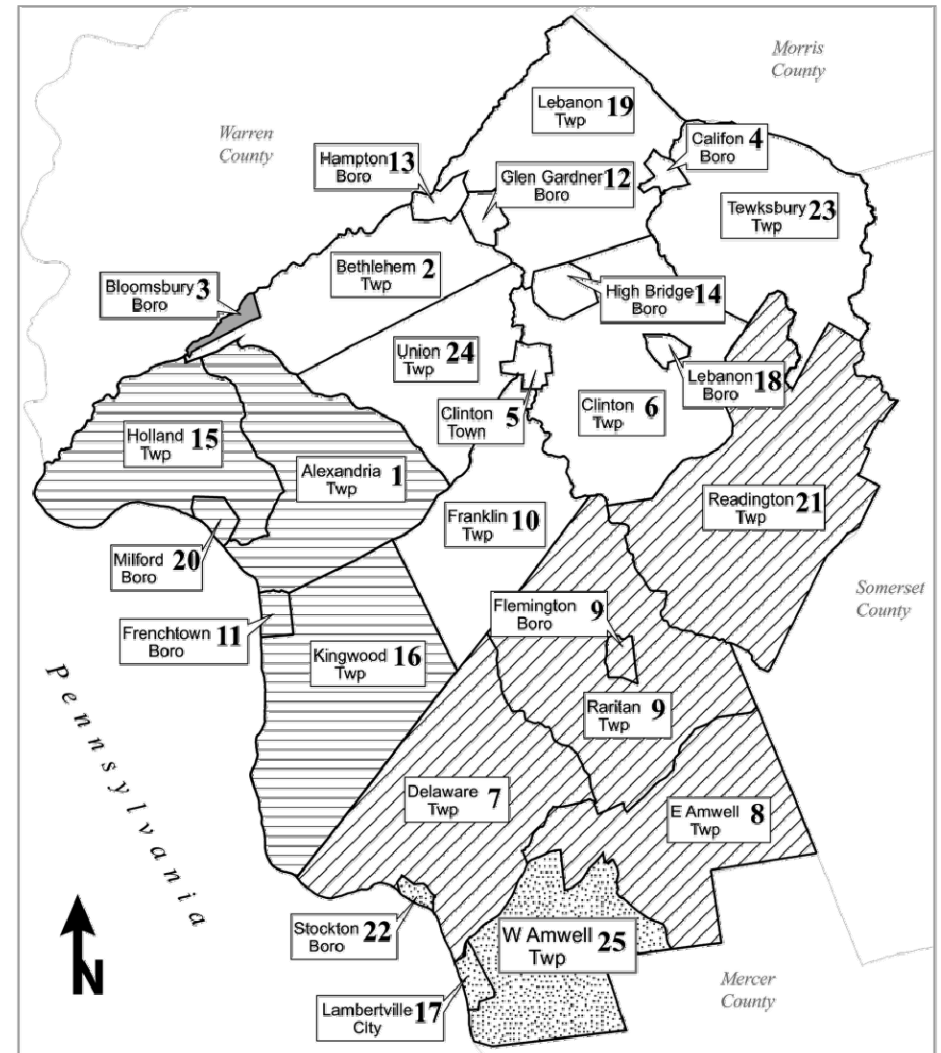 Morris
County
Lebanon 19
Twp
Warren
County
Califon 4
Boro
Hampton 13
Boro
Glen Gardner 12
Boro
Tewksbury 23
Twp
Bethlehem 2
Twp
Bloomsbury 3
Boro
High Bridge 14
Boro
Union 24
Twp
Lebanon 18
Boro
Clinton 5
Town
Clinton 6
Twp
Holland 15
Twp
Alexandria 1
Twp
Readington 21
Twp
Franklin 10
Twp
Milford 20
Boro
Somerset
County
Flemington 9
Boro
Frenchtown 11
Boro
Kingwood 16
Twp
Raritan 9
Twp
Pennsylvania
Delaware 7
Twp
E Amwell 8
Twp
Stockton 22
Boro
W Amwell 25
Twp
N
Mercer
County
Lambertville 17
City